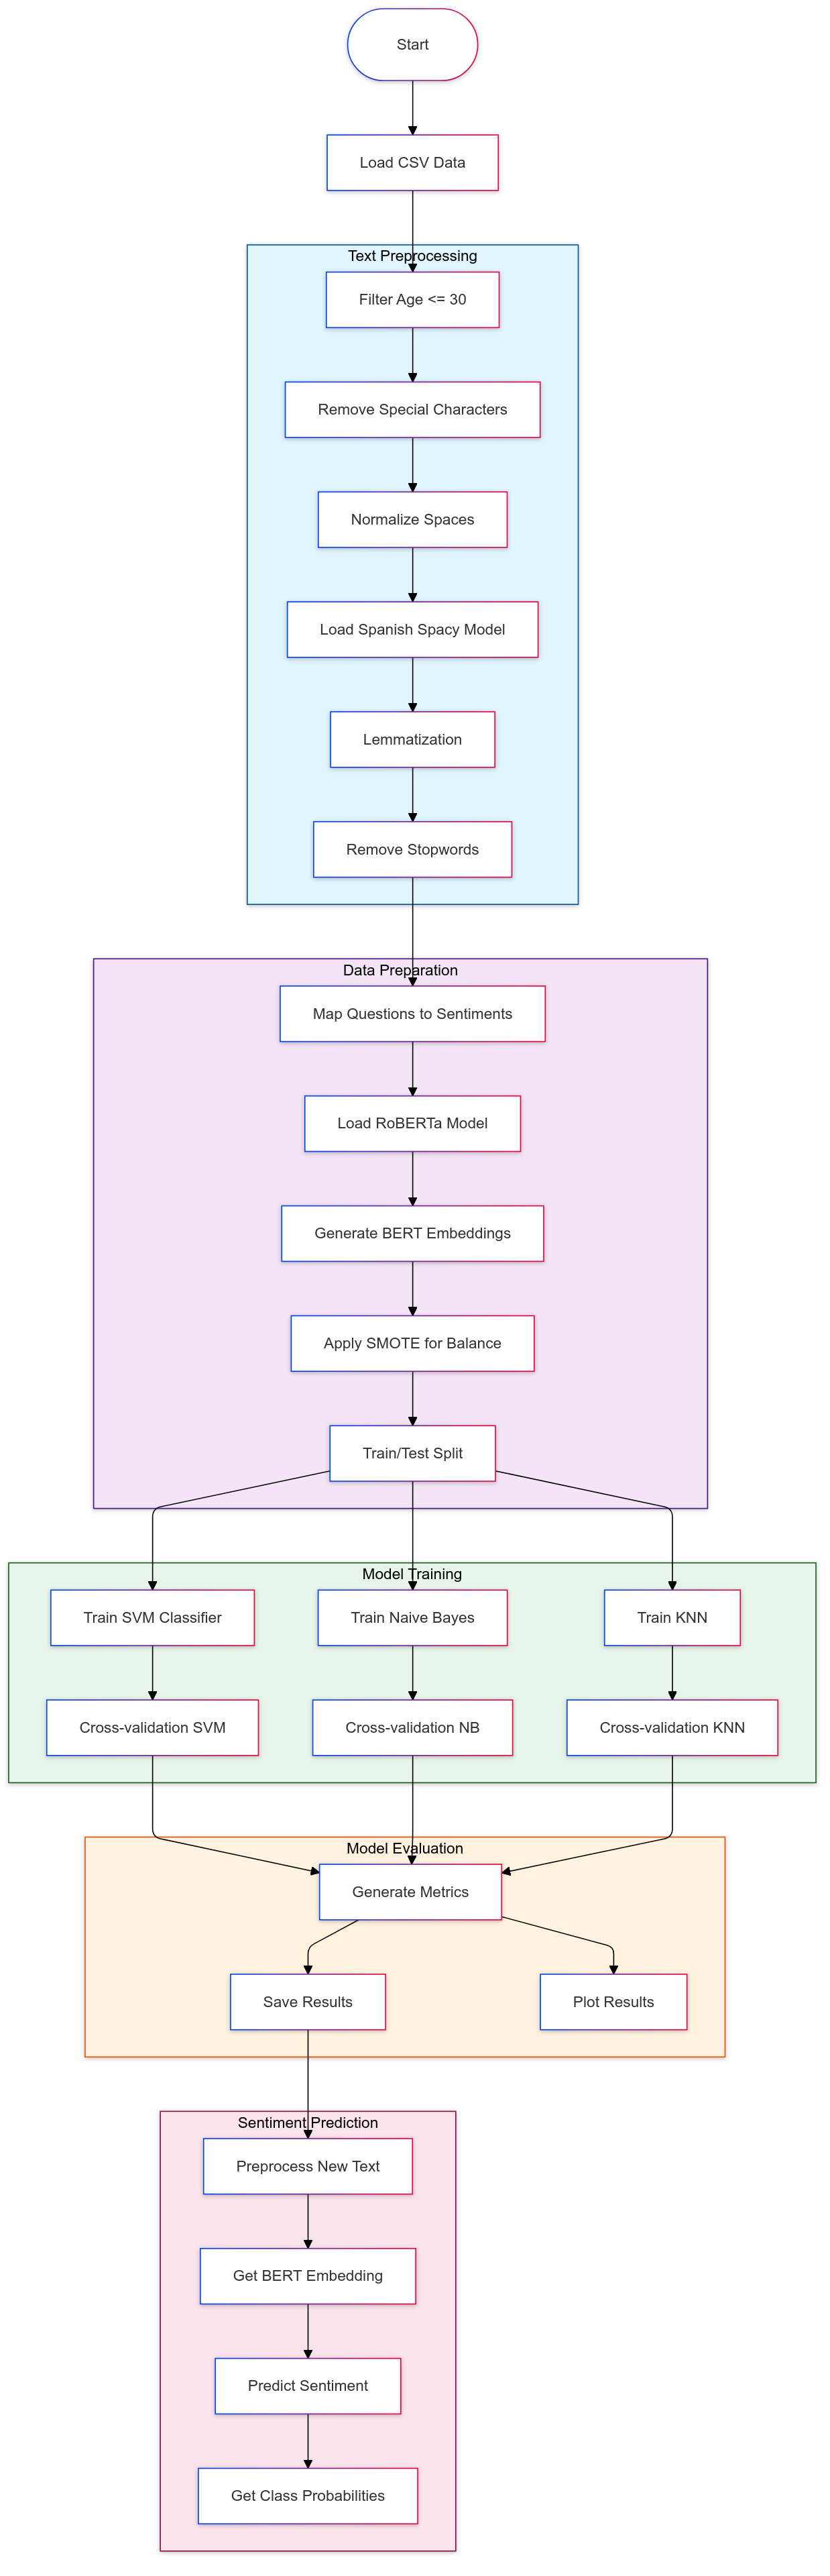 Start
Load CSV Data
Text Preprocessing
Filter Age <= 30
Remove Special Characters
Normalize Spaces
Load Spanish Spacy Model
Lemmatization
Remove Stopwords
Data Preparation
Map Questions to Sentiments
Load RoBERTa Model
Generate BERT Embeddings
Apply SMOTE for Balance
Train/Test Split
Model Training
Train SVM Classifier
Train Naive Bayes
Train KNN
Cross-validation SVM
Cross-validation NB
Cross-validation KNN
Model Evaluation
Generate Metrics
Save Results
Plot Results
Sentiment Prediction
Preprocess New Text
Get BERT Embedding
Predict Sentiment
Get Class Probabilities